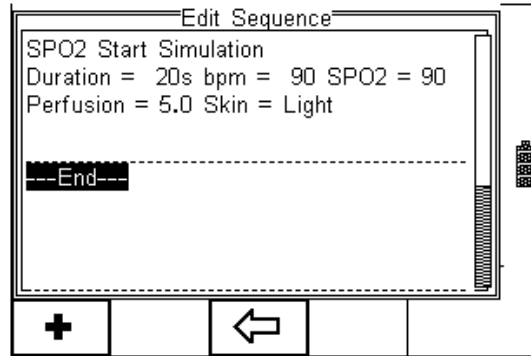 Edit Sequence
SPO2 Start Simulation
Duration =  20s bpm =  90 SPO2 = 90
Perfusion = 5.0 Skin = Light
---End---